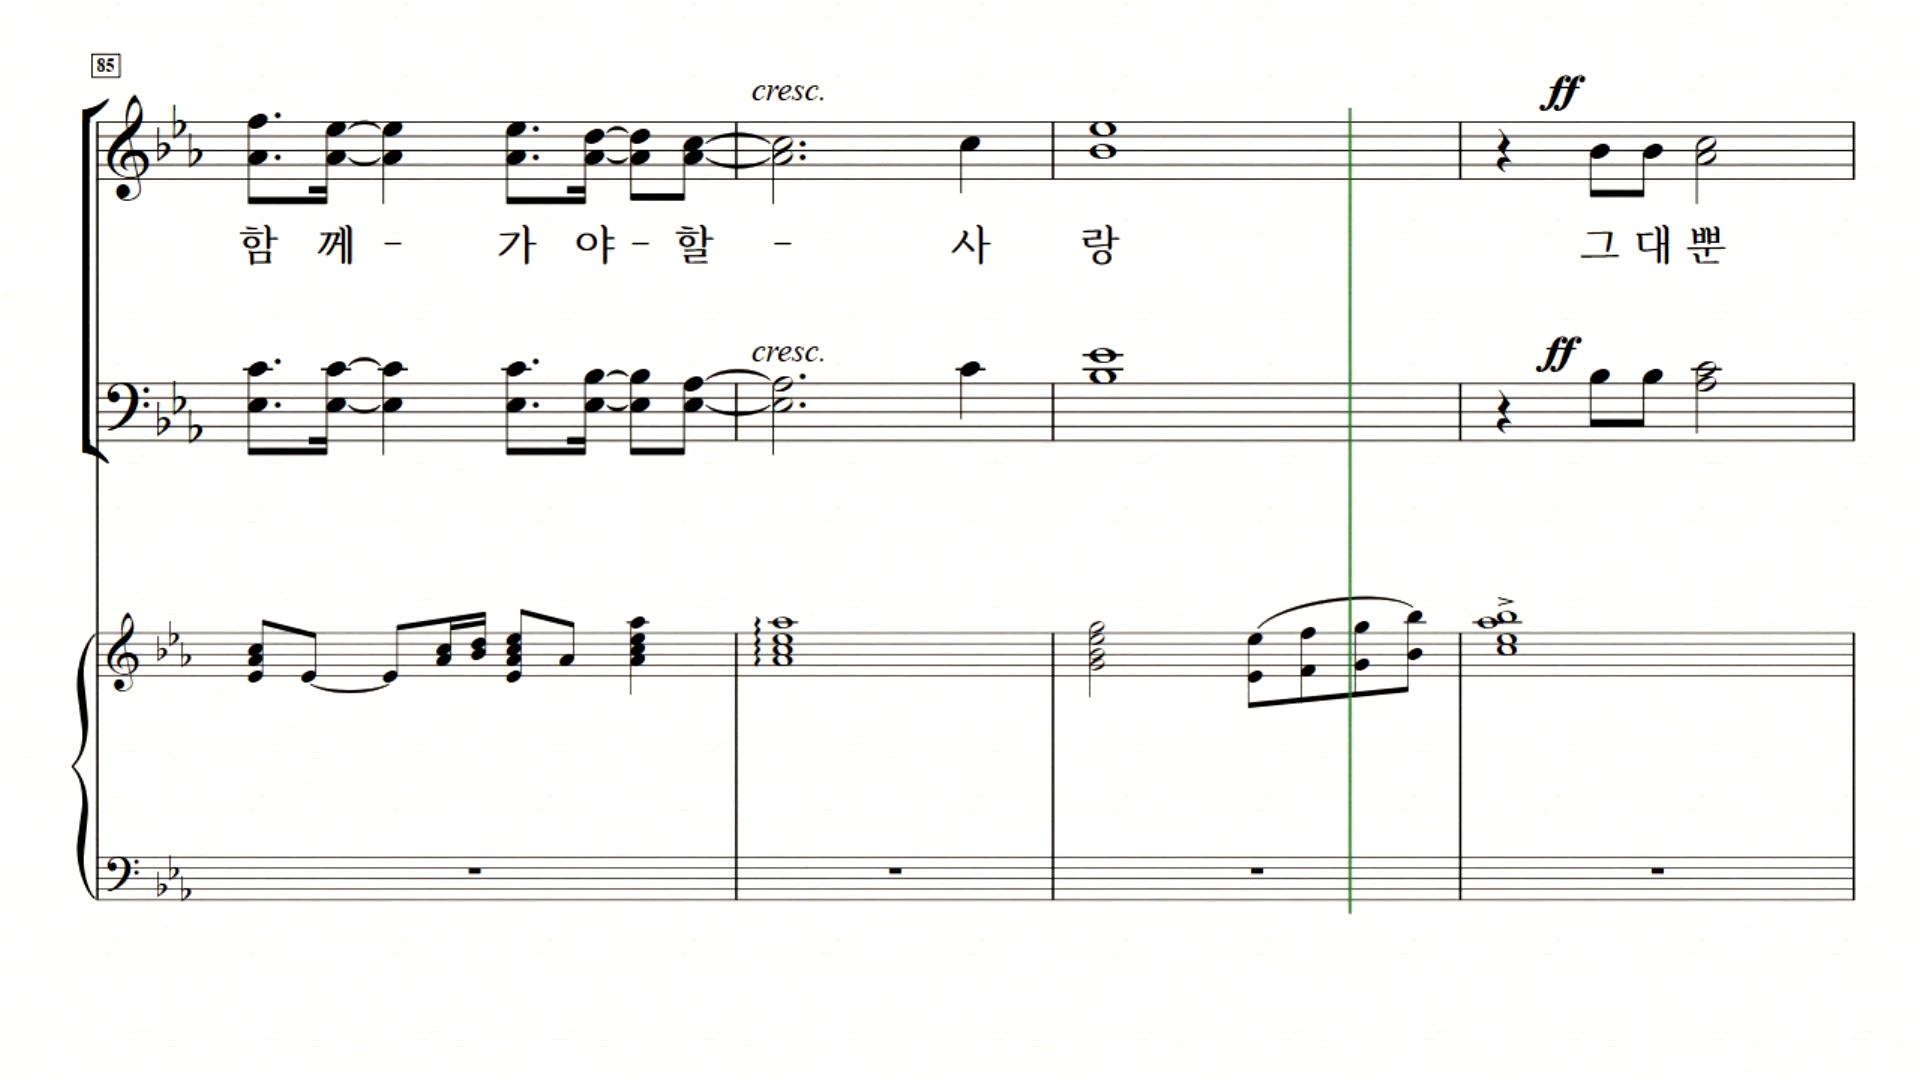 85
cresc.
ff
함 께 - 가 야 - 할 - 사 랑 그 대 뿐
cresc.
ff